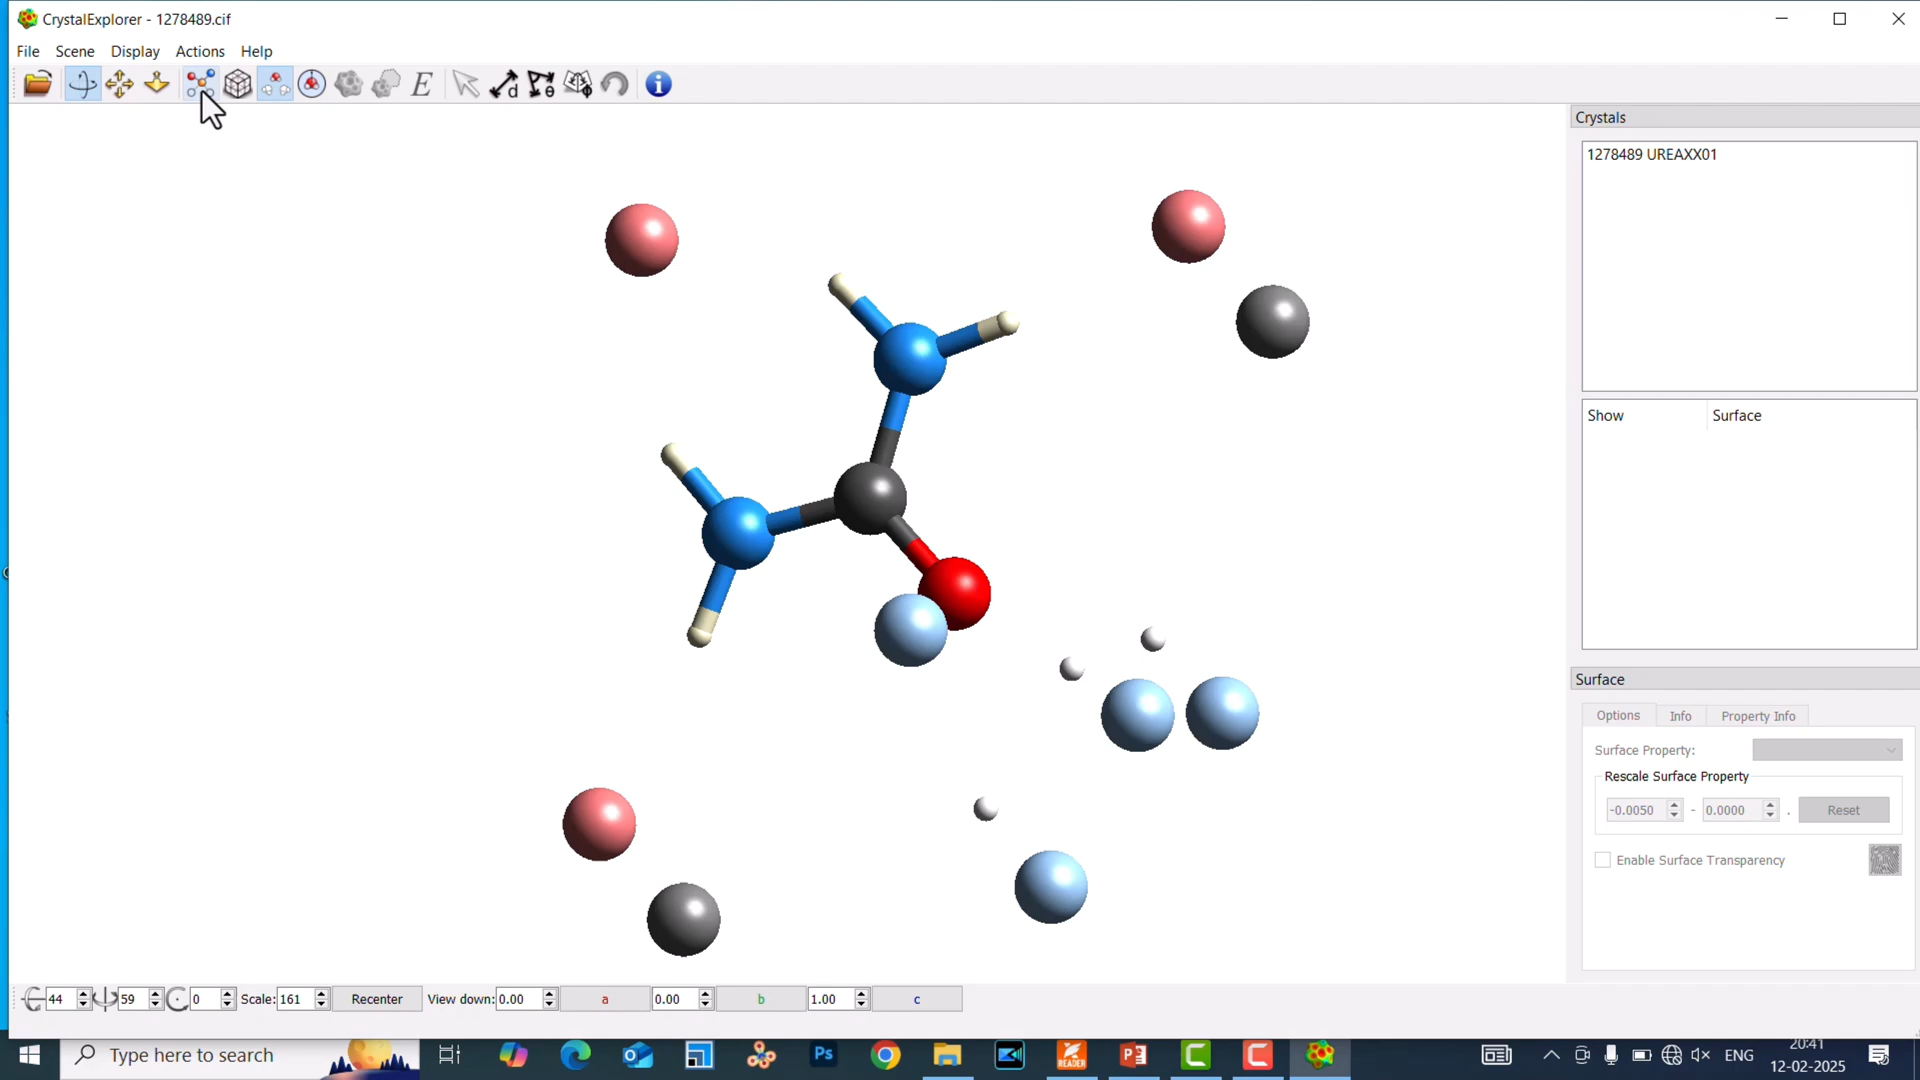 CrystalExplorer - 1278489.cif
File Scene Display Actions Help
E d θ φ i
Crystals
1278489 UREAXX01
Show Surface
Surface
Options Info Property Info
Surface Property:
Rescale Surface Property
-0.0050 - 0.0000 . Reset
Enable Surface Transparency
44 59 0 Scale: 161 Recenter View down: 0.00 a 0.00 b 1.00 c
Type here to search
Ps
READER
ENG
20:41
12-02-2025